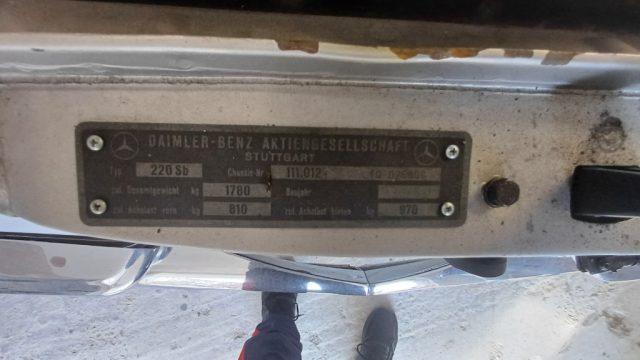 DAIMLER-BENZ AKTIENGESELLSCHAFT
STUTTGART
Typ 220 Sb Chassis-Nr. 111.012
zul. Gesamtgewicht kg 1780 Baujahr
zul. Achslast vorn kg 810 zul. Achslast hinten kg 970